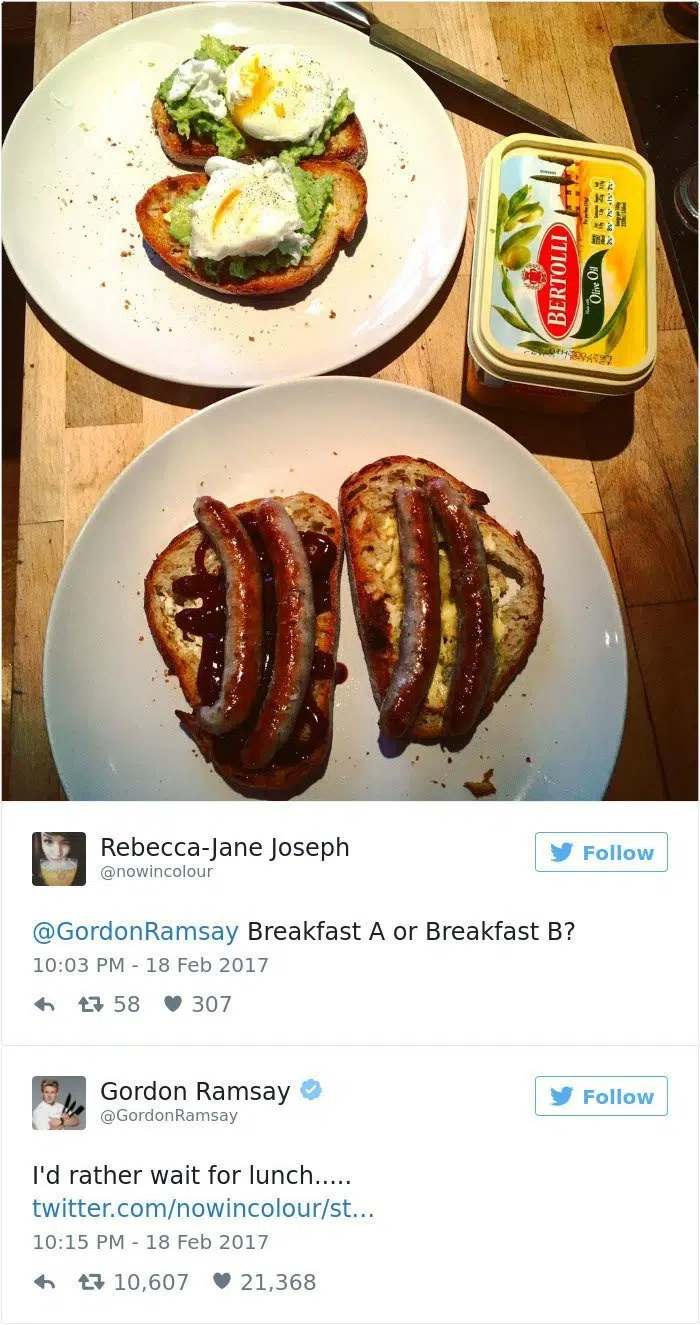 BERTOLLI
Olive Oil
Rebecca-Jane Joseph
@nowincolour
Follow
@GordonRamsay Breakfast A or Breakfast B?
10:03 PM - 18 Feb 2017
58 307
Gordon Ramsay
@GordonRamsay
Follow
I'd rather wait for lunch.....
twitter.com/nowincolour/st...
10:15 PM - 18 Feb 2017
10,607 21,368